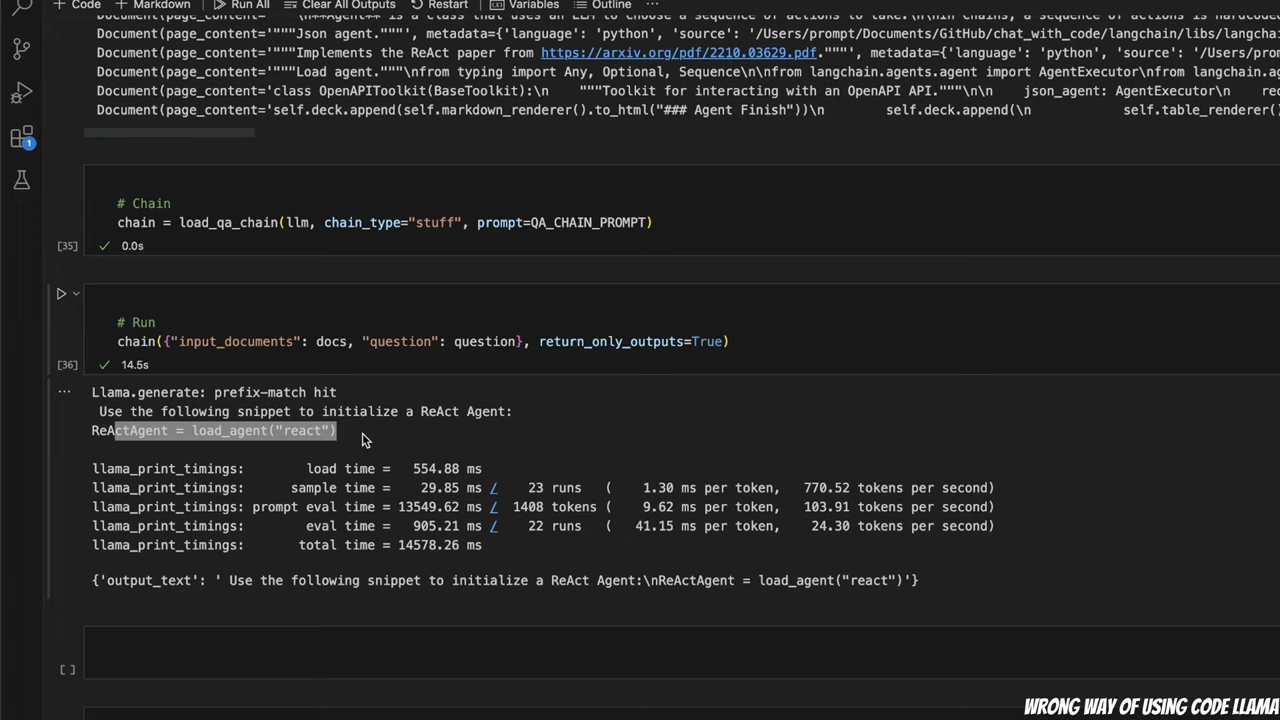 Code Markdown Run All Clear All Outputs Restart Variables Outline ...
Document(page_content='"""Json agent."""', metadata={'language': 'python', 'source': '/Users/prompt/Documents/GitHub/chat_with_code/langchain/libs/langcha
Document(page_content='"""Implements the ReAct paper from https://arxiv.org/pdf/2210.03629.pdf."""', metadata={'language': 'python', 'source': '/Users/prom
Document(page_content='"""Load agent."""\nfrom typing import Any, Optional, Sequence\n\nfrom langchain.agents.agent import AgentExecutor\nfrom langchain.ag
Document(page_content='class OpenAPIToolkit(BaseToolkit):\n    """Toolkit for interacting with an OpenAPI API."""\n\n    json_agent: AgentExecutor\n    rec
Document(page_content='self.deck.append(self.markdown_renderer().to_html("### Agent Finish"))\n        self.deck.append(\n            self.table_renderer(
# Chain
chain = load_qa_chain(llm, chain_type="stuff", prompt=QA_CHAIN_PROMPT)
[35] 0.0s
# Run
chain({"input_documents": docs, "question": question}, return_only_outputs=True)
[36] 14.5s
1
... Llama.generate: prefix-match hit
Use the following snippet to initialize a ReAct Agent:
ReActAgent = load_agent("react")
llama_print_timings:        load time =   554.88 ms
llama_print_timings:      sample time =    29.85 ms /    23 runs   (    1.30 ms per token,   770.52 tokens per second)
llama_print_timings: prompt eval time = 13549.62 ms /  1408 tokens (    9.62 ms per token,   103.91 tokens per second)
llama_print_timings:        eval time =   905.21 ms /    22 runs   (   41.15 ms per token,    24.30 tokens per second)
llama_print_timings:       total time = 14578.26 ms
{'output_text': ' Use the following snippet to initialize a ReAct Agent:\nReActAgent = load_agent("react")'}
[ ]
WRONG WAY OF USING CODE LLAMA